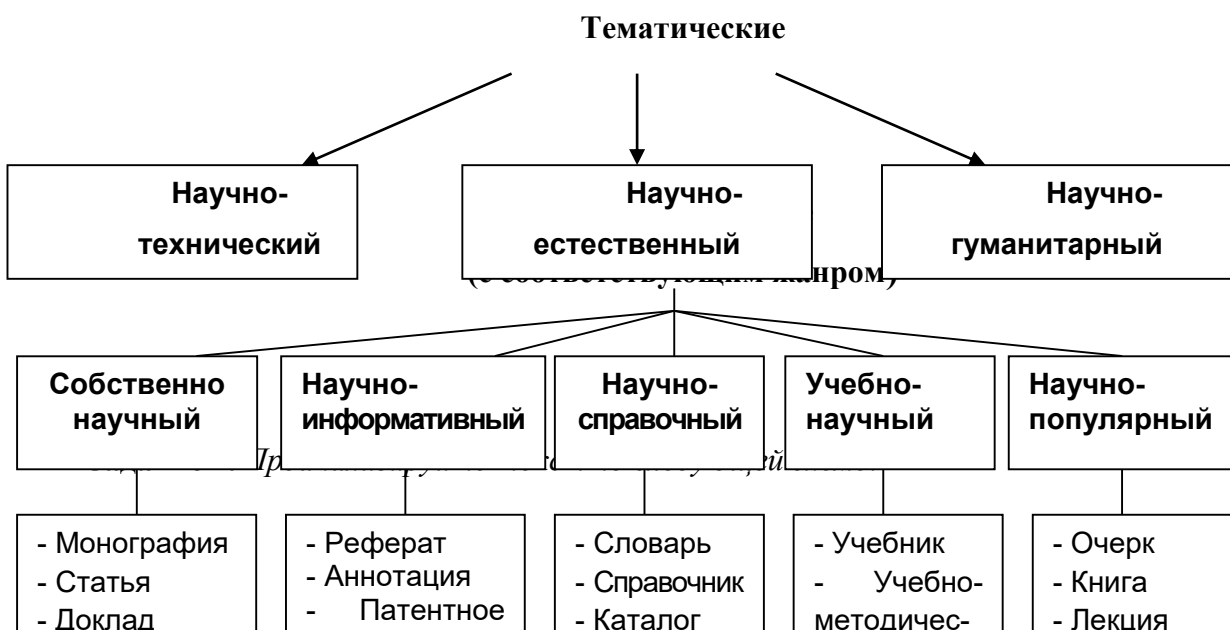 Тематические
Научно-
технический
Научно-
естественный
Научно-
гуманитарный
жанром)
Собственно
научный
Научно-
информативный
Научно-
справочный
Учебно-
научный
Научно-
популярный
- Монография
- Статья
- Доклад
- Реферат
- Аннотация
- Патентное
- Словарь
- Справочник
- Каталог
- Учебник
- Учебно-
методичес-
- Очерк
- Книга
- Лекция